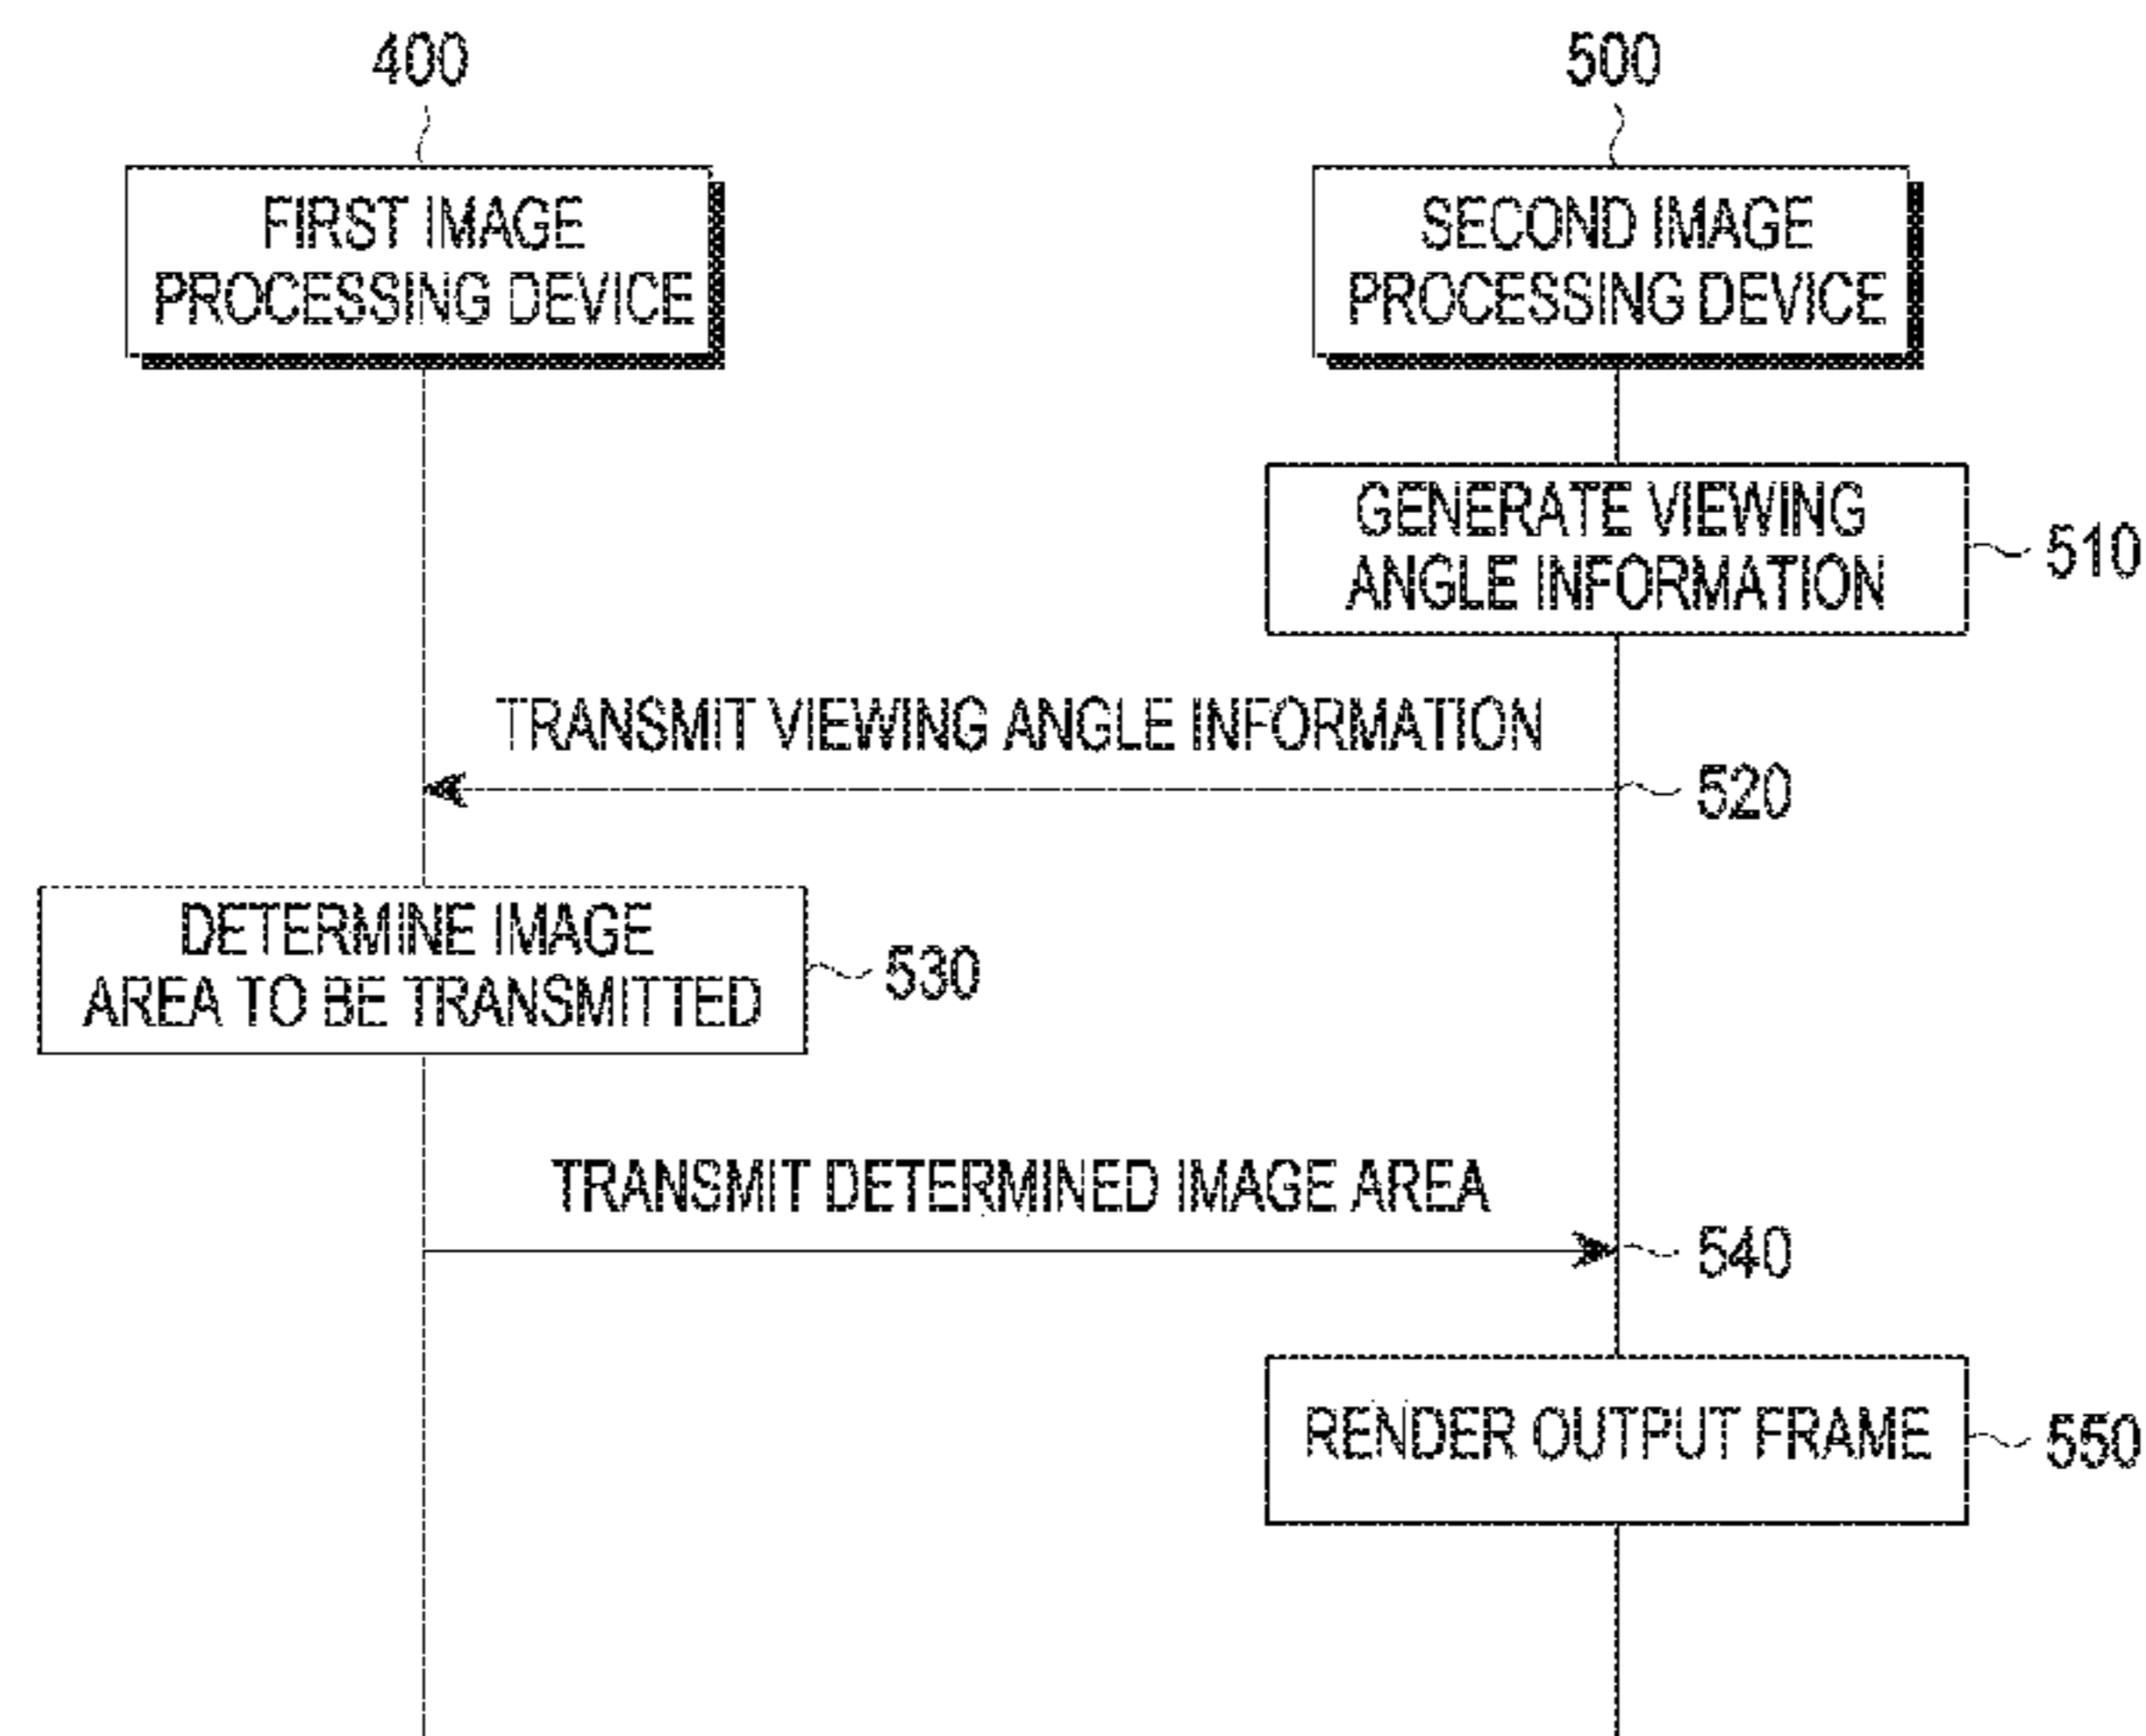 400
500
FIRST IMAGE
PROCESSING DEVICE
SECOND IMAGE
PROCESSING DEVICE
GENERATE VIEWING
ANGLE INFORMATION
510
TRANSMIT VIEWING ANGLE INFORMATION
520
DETERMINE IMAGE
AREA TO BE TRANSMITTED
530
TRANSMIT DETERMINED IMAGE AREA
540
RENDER OUTPUT FRAME
550